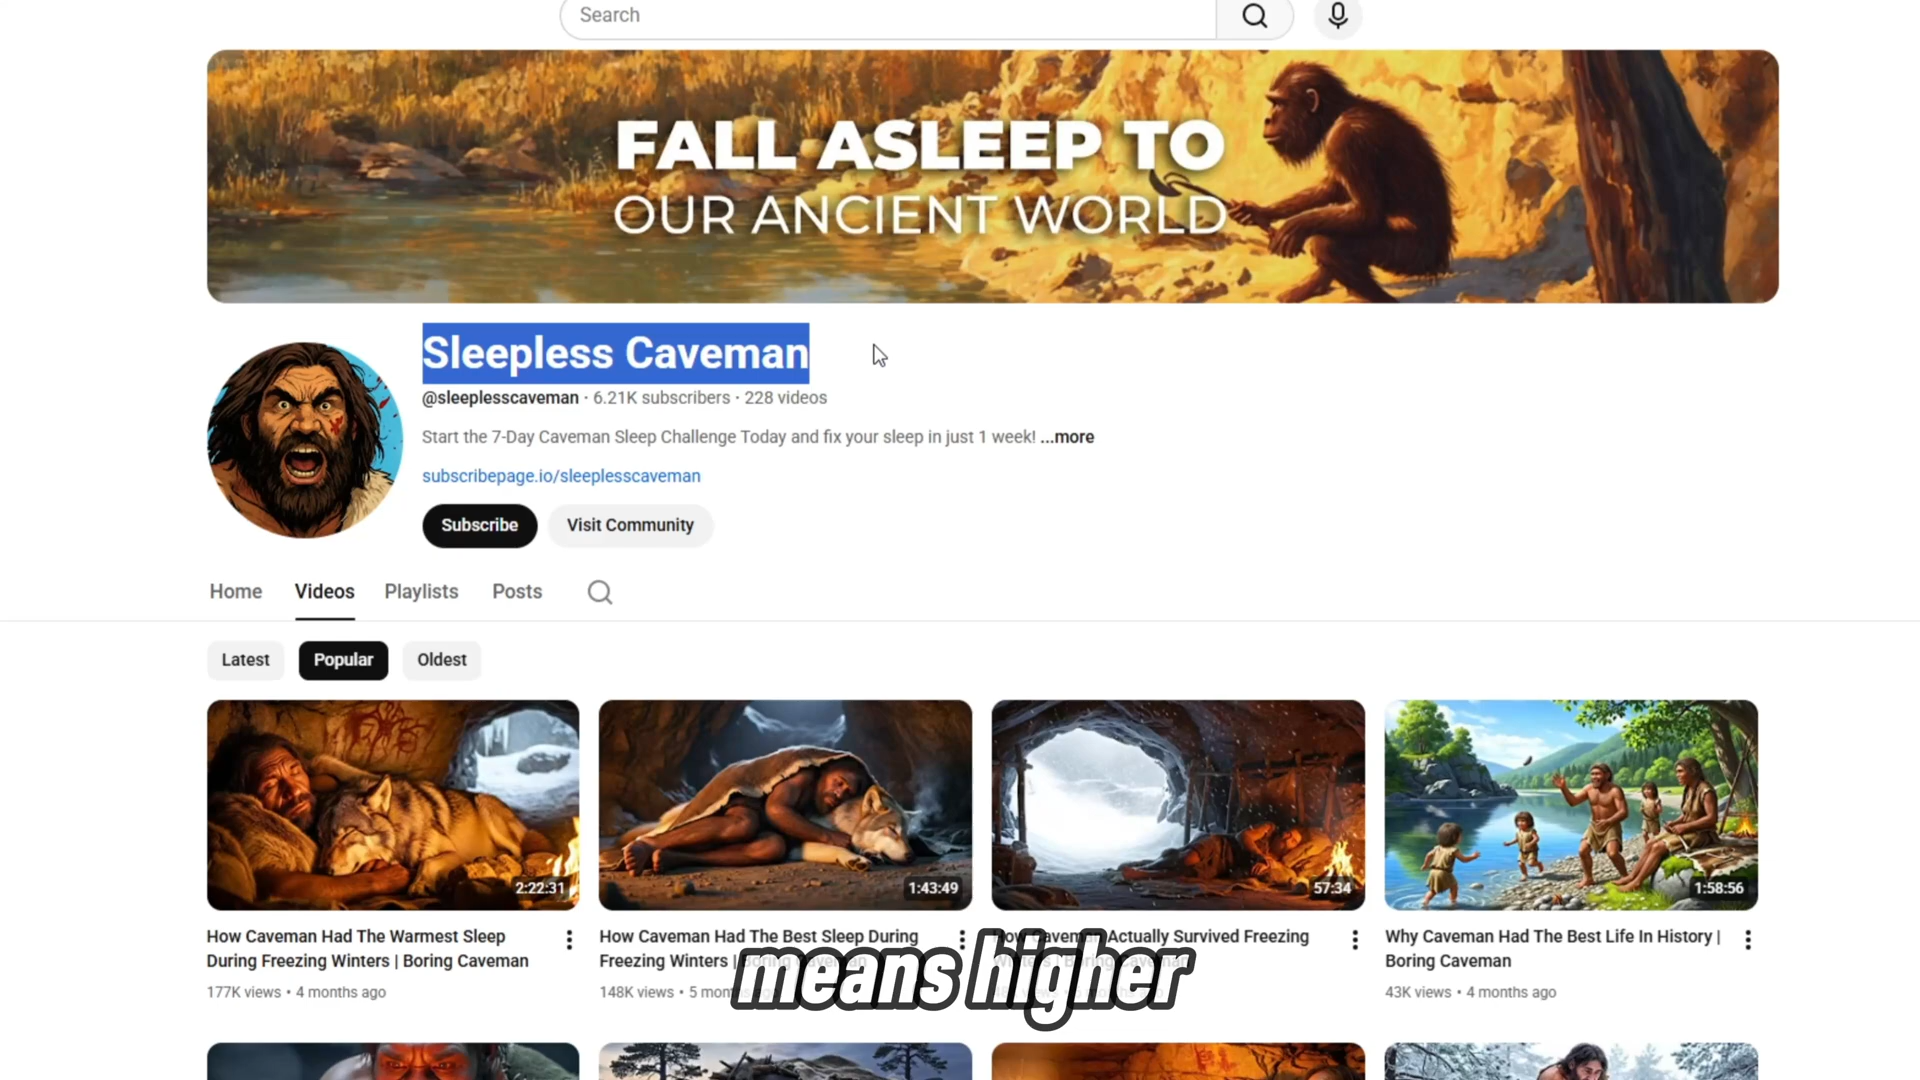 Search
FALL ASLEEP TO
OUR ANCIENT WORLD
Sleepless Caveman
@sleeplesscaveman · 6.21K subscribers · 228 videos
Start the 7-Day Caveman Sleep Challenge Today and fix your sleep in just 1 week! ...more
subscribepage.io/sleeplesscaveman
Subscribe
Visit Community
Home
Videos
Playlists
Posts
Latest
Popular
Oldest
2:22:31
1:43:49
57:34
1:58:56
How Caveman Had The Warmest Sleep
During Freezing Winters | Boring Caveman
177K views • 4 months ago
How Caveman Had The Best Sleep During
Freezing Winters |
148K views • 5
How Caveman Actually Survived Freezing
Why Caveman Had The Best Life In History |
Boring Caveman
43K views • 4 months ago
means higher